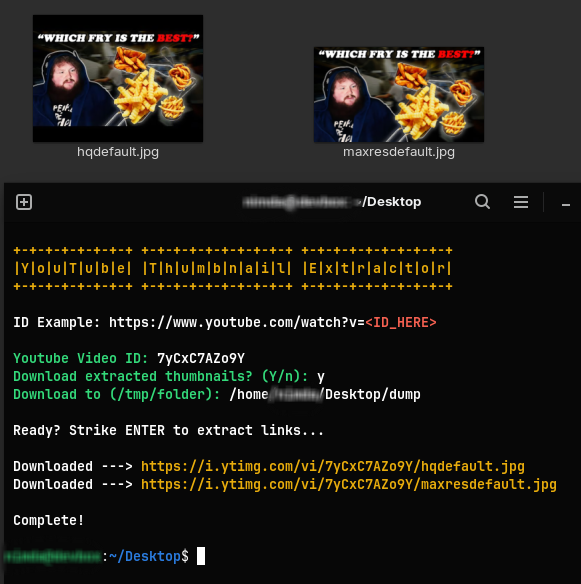 “WHICH FRY IS THE BEST?”
“WHICH FRY IS THE BEST?”
hqdefault.jpg
maxresdefault.jpg
/Desktop
+-+-+-+-+-+-+-+ +-+-+-+-+-+-+-+-+-+ +-+-+-+-+-+-+-+-+-+
|Y|o|u|T|u|b|e| |T|h|u|m|b|n|a|i|l| |E|x|t|r|a|c|t|o|r|
+-+-+-+-+-+-+-+ +-+-+-+-+-+-+-+-+-+ +-+-+-+-+-+-+-+-+-+
ID Example: https://www.youtube.com/watch?v=<ID_HERE>
Youtube Video ID: 7yCxC7AZo9Y
Download extracted thumbnails? (Y/n): y
Download to (/tmp/folder): /home/ /Desktop/dump
Ready? Strike ENTER to extract links...
Downloaded ---> https://i.ytimg.com/vi/7yCxC7AZo9Y/hqdefault.jpg
Downloaded ---> https://i.ytimg.com/vi/7yCxC7AZo9Y/maxresdefault.jpg
Complete!
:~/Desktop$